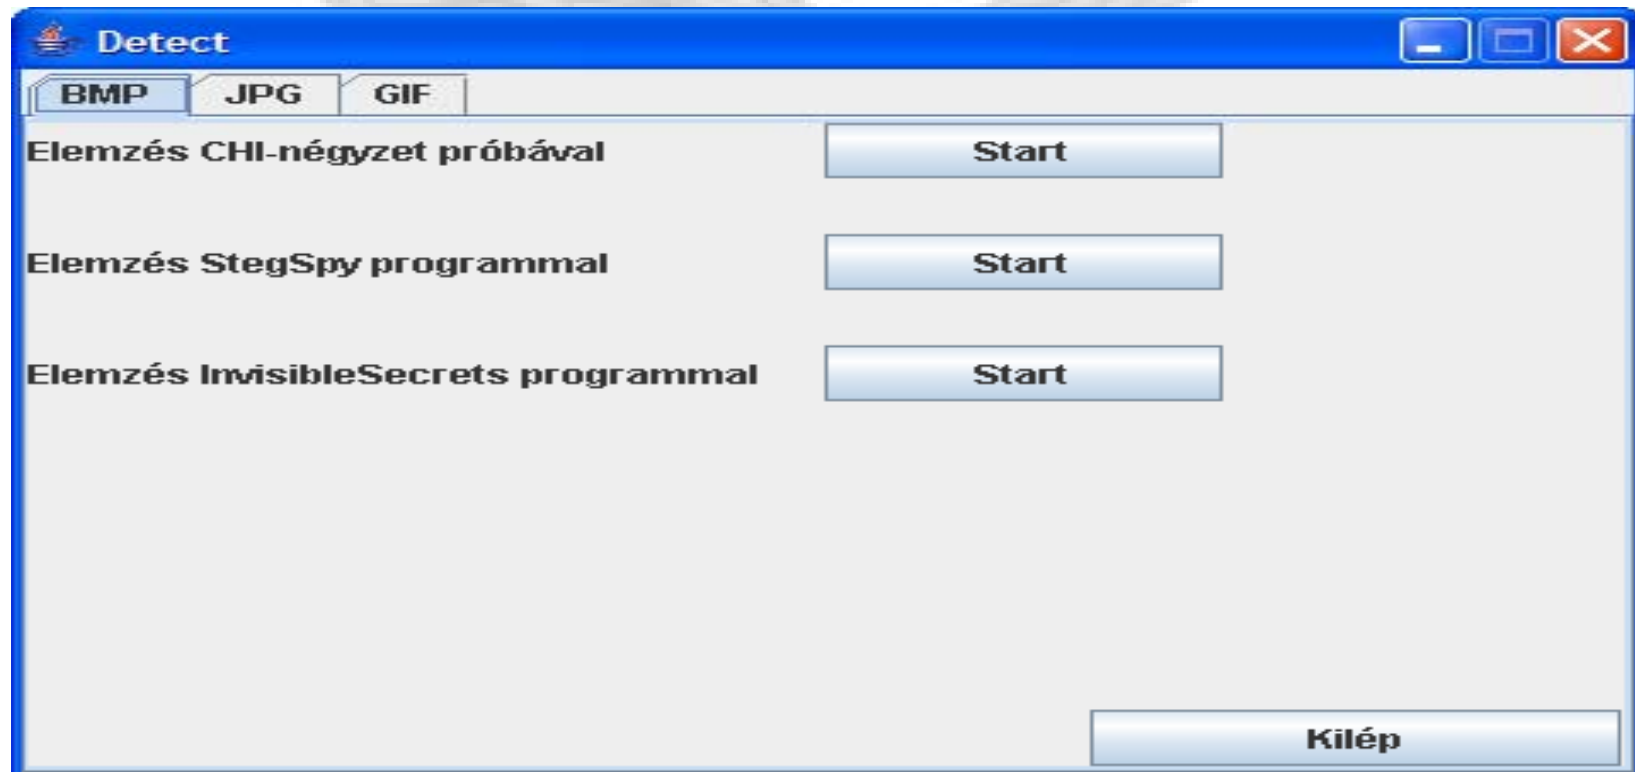 Detect
BMP JPG GIF
Elemzés CHI-négyzet próbával Start
Elemzés StegSpy programmal Start
Elemzés InvisibleSecrets programmal Start
Kilép